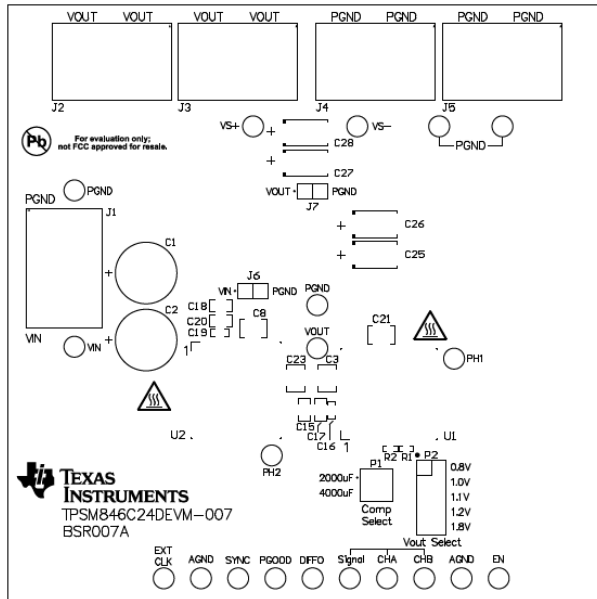 VOUT VOUT VOUT VOUT PGND PGND PGND PGND
J2 J3 J4 J5
VS+ VS-
PGND
Pb
For evaluation only;
not FCC approved for resale.
+ C28
+ C27
VOUT PGND
J7
PGND
PGND J1
+ C26
+ C25
C1
+
C2
+
VIN
VIN
J6
VIN PGND
C18
C20
C19
C8
PGND
VOUT
C21
PH1
1
C23 C3
C15
C17
C16
1
U2 U1
PH2
R2 R1 P2
P1
2000uF
4000uF
Comp
Select
0.8V
1.0V
1.1V
1.2V
1.8V
Vout Select
TEXAS
INSTRUMENTS
TPSM846C24DEVM-007
BSR007A
EXT
CLK AGND SYNC PGOOD DIFFO Signal CHA CHB AGND EN